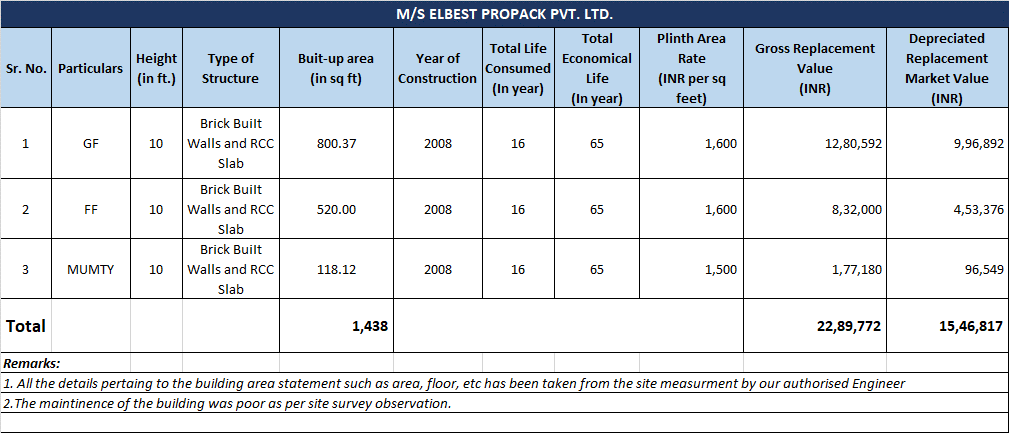 M/S ELBEST PROPACK PVT. LTD.
Sr. No. Particulars Height (in ft.) Type of Structure Buit-up area (in sq ft) Year of Construction Total Life Consumed (In year) Total Economical Life (In year) Plinth Area Rate (INR per sq feet) Gross Replacement Value (INR) Depreciated Replacement Market Value (INR)
1 GF 10 Brick Built Walls and RCC Slab 800.37 2008 16 65 1,600 12,80,592 9,96,892
2 FF 10 Brick Built Walls and RCC Slab 520.00 2008 16 65 1,600 8,32,000 4,53,376
3 MUMTY 10 Brick Built Walls and RCC Slab 118.12 2008 16 65 1,500 1,77,180 96,549
Total 1,438 22,89,772 15,46,817
Remarks:
1. All the details pertaing to the building area statement such as area, floor, etc has been taken from the site measurment by our authorised Engineer
2.The maintinence of the building was poor as per site survey observation.